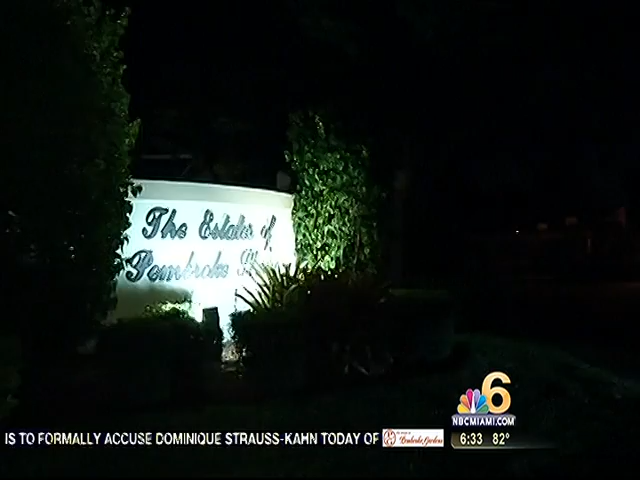 The Estates of
Pembroke
6
NBCMIAMI.COM
6:33 82°
IS TO FORMALLY ACCUSE DOMINIQUE STRAUSS-KAHN TODAY OF